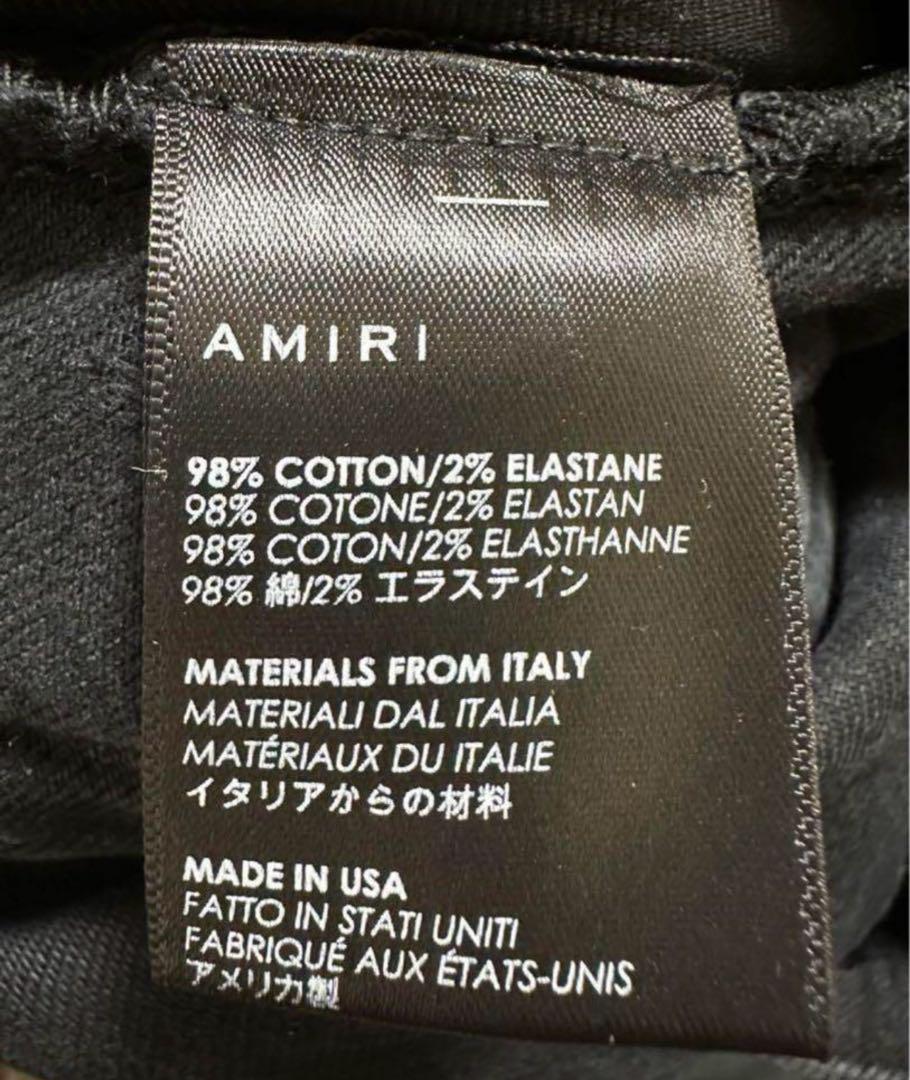 AMIRI
98% COTTON/2% ELASTANE
98% COTONE/2% ELASTAN
98% COTON/2% ELASTHANNE
98% 綿/2% エラステイン
MATERIALS FROM ITALY
MATERIALI DAL ITALIA
MATÉRIAUX DU ITALIE
イタリアからの材料
MADE IN USA
FATTO IN STATI UNITI
FABRIQUÉ AUX ÉTATS-UNIS
アメリカ製